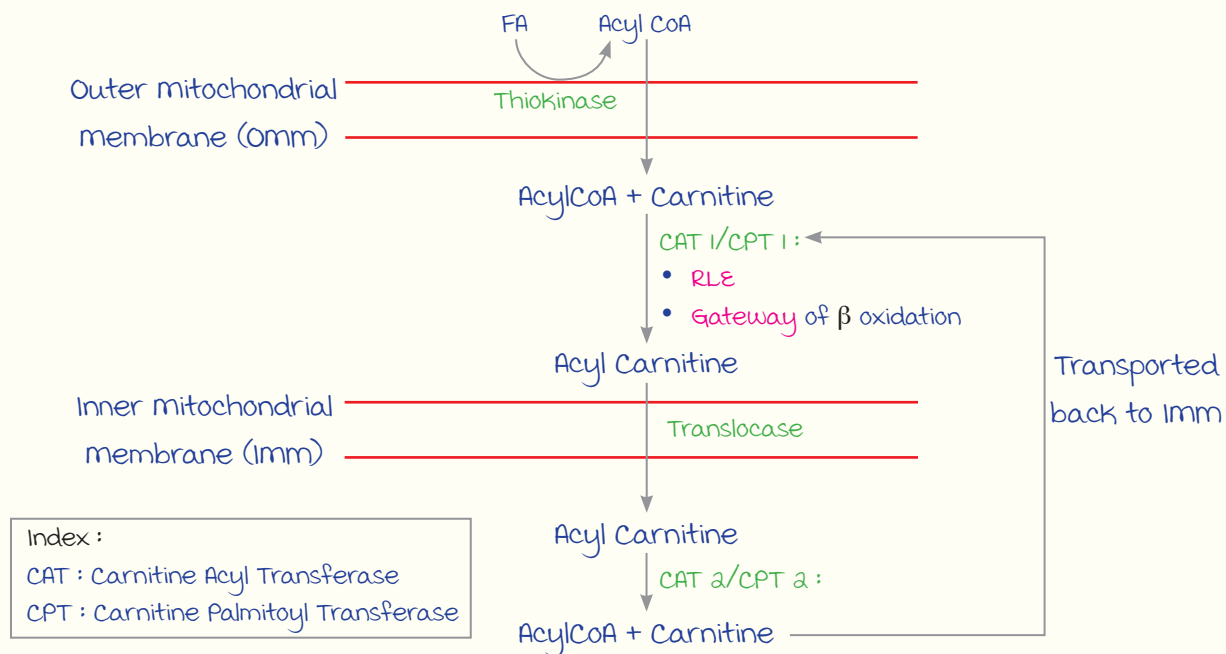 FA Acyl CoA
Outer mitochondrial
membrane (OMM)
Thiokinase
AcylCoA + Carnitine
CAT 1/CPT 1 :
• RLE
• Gateway of β oxidation
Acyl Carnitine
Transported
back to IMM
Inner mitochondrial
membrane (IMM)
Translocase
Acyl Carnitine
CAT 2/CPT 2 :
AcylCoA + Carnitine
Index :
CAT : Carnitine Acyl Transferase
CPT : Carnitine Palmitoyl Transferase